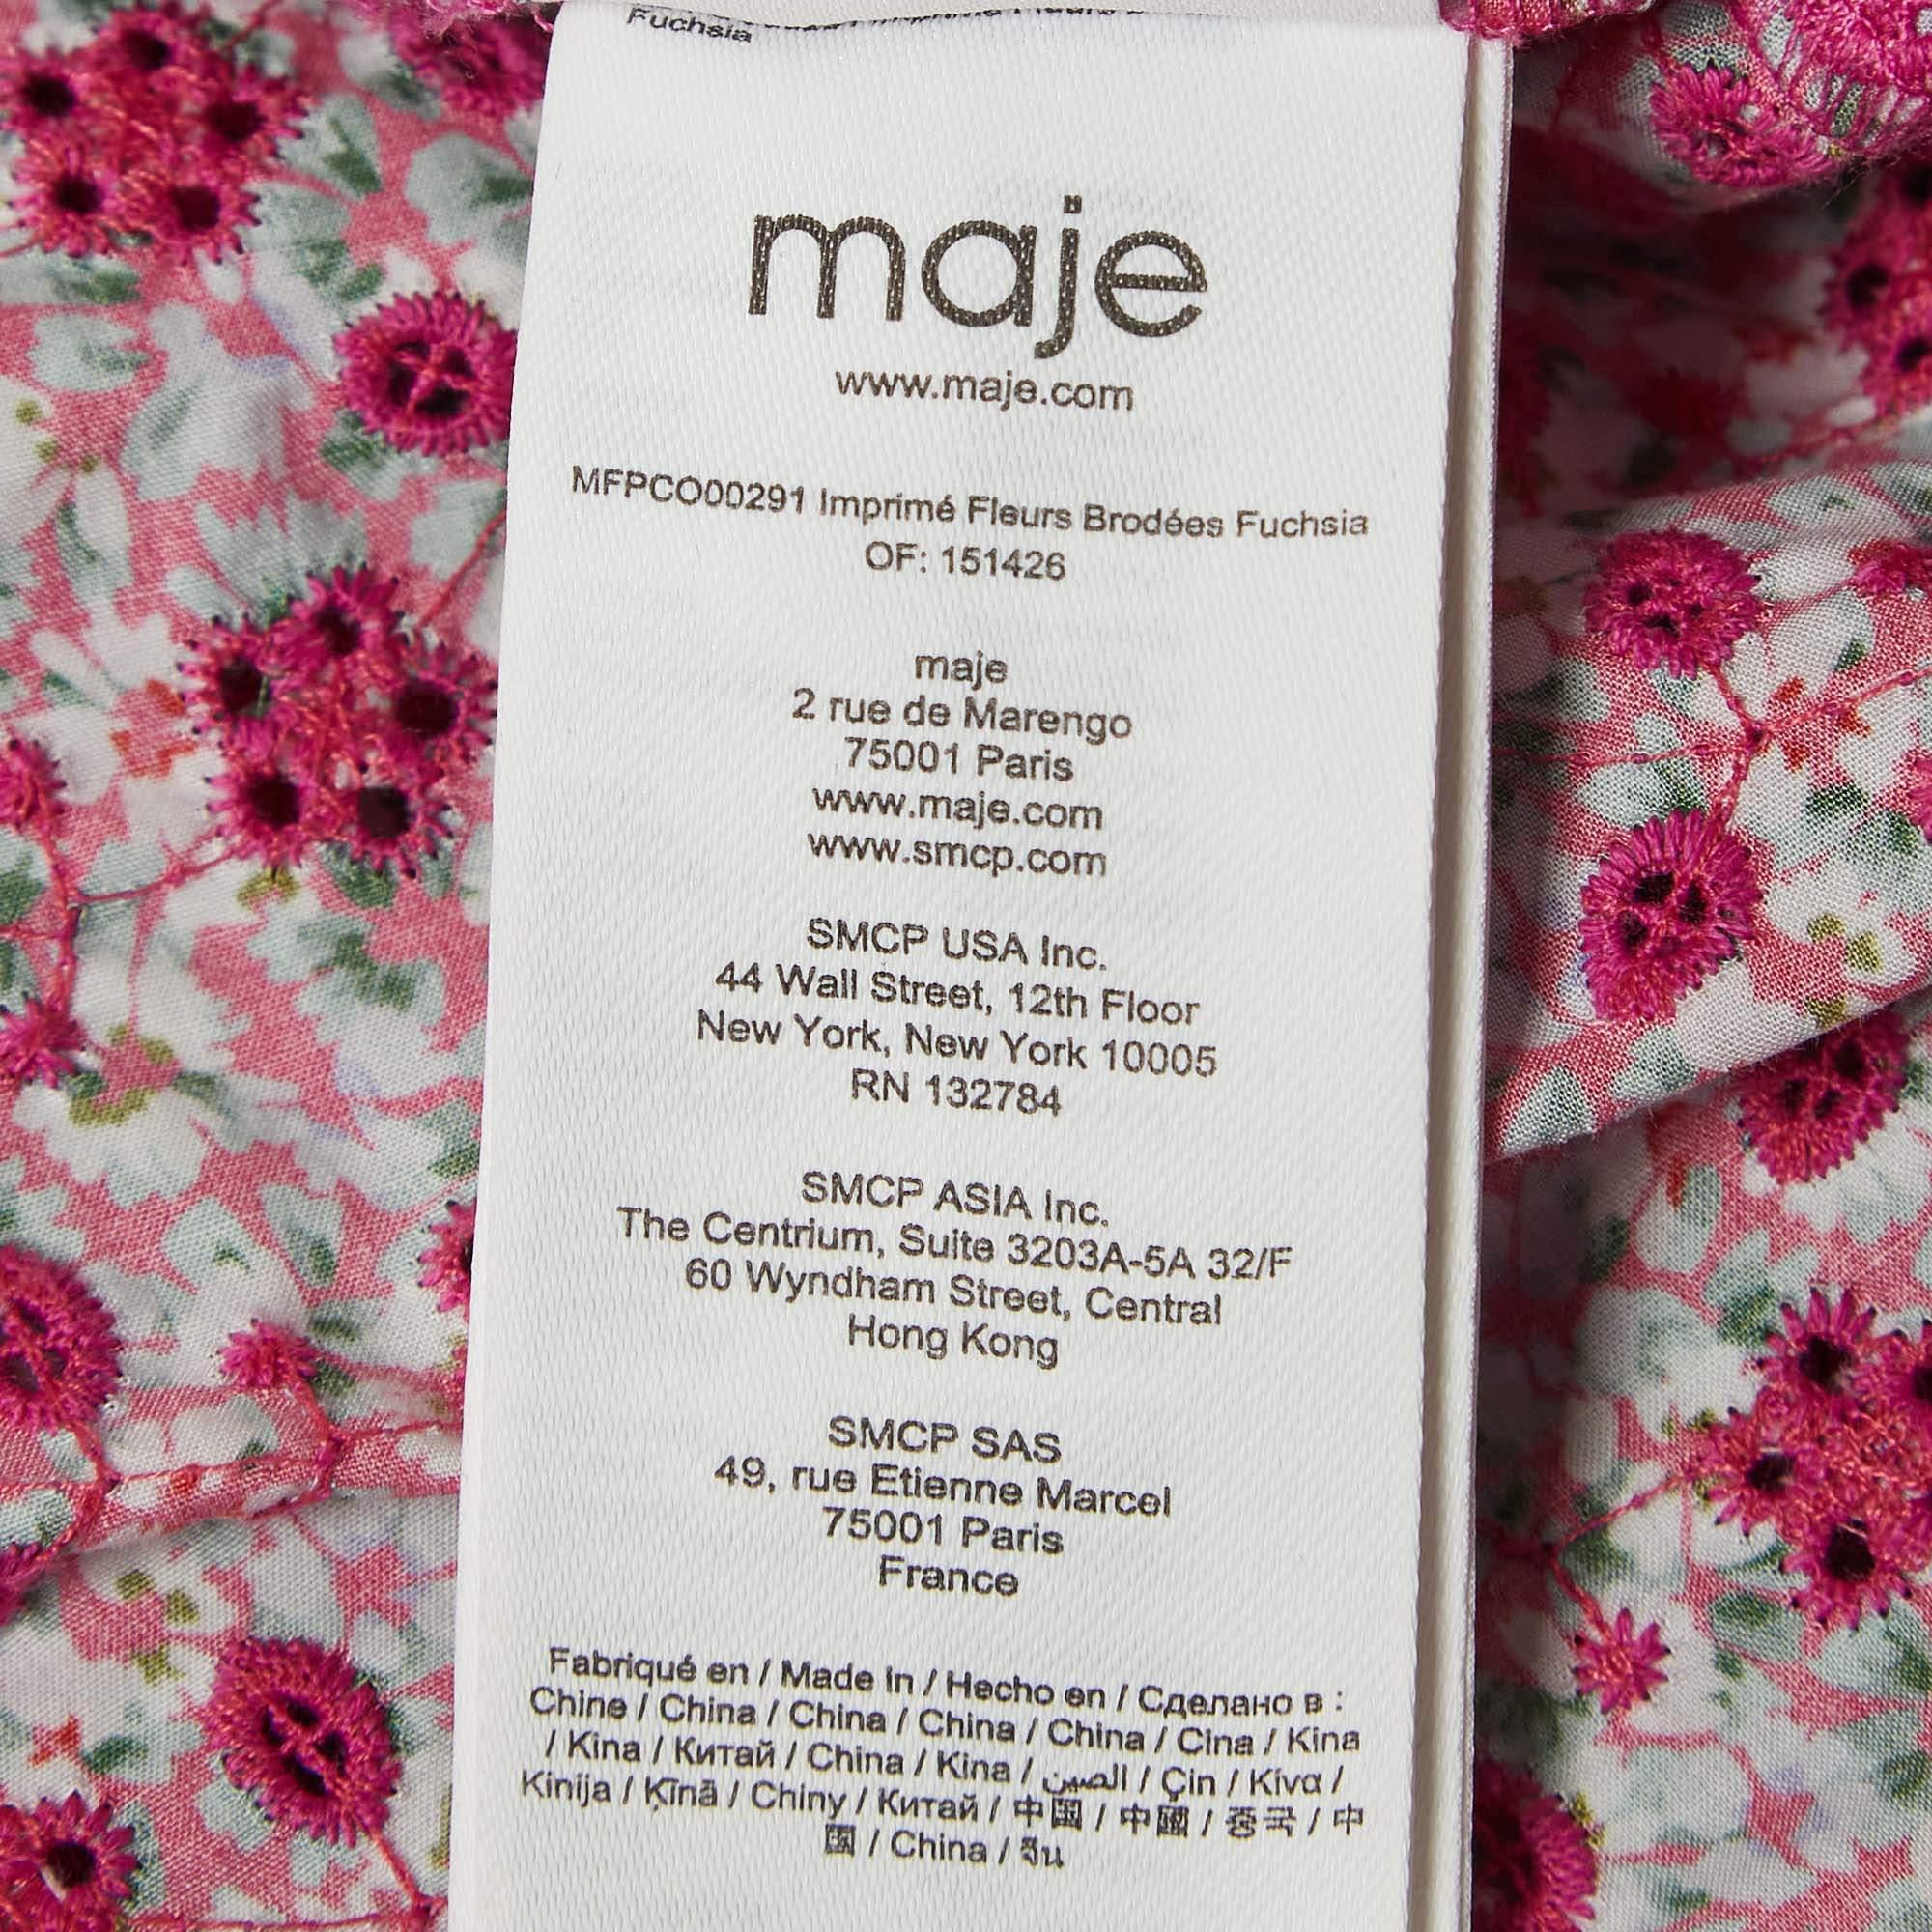 Fuchsia
maje
www.maje.com
MFPCO00291 Imprimé Fleurs Brodées Fuchsia
OF: 151426
maje
2 rue de Marengo
75001 Paris
www.maje.com
www.smcp.com
SMCP USA Inc.
44 Wall Street, 12th Floor
New York, New York 10005
RN 132784
SMCP ASIA Inc.
The Centrium, Suite 3203A-5A 32/F
60 Wyndham Street, Central
Hong Kong
SMCP SAS
49, rue Etienne Marcel
75001 Paris
France
Fabriqué en / Made in / Hecho en / Сделано в :
Chine / China / China / China / China / Cina / Kina
/ Kina / Китай / China / Kina / الصين / Çin / Κίνα /
Kinija / Ķīnā / Chiny / Китай / 中国 / 中國 / 중국 / 中
国 / China / จีน